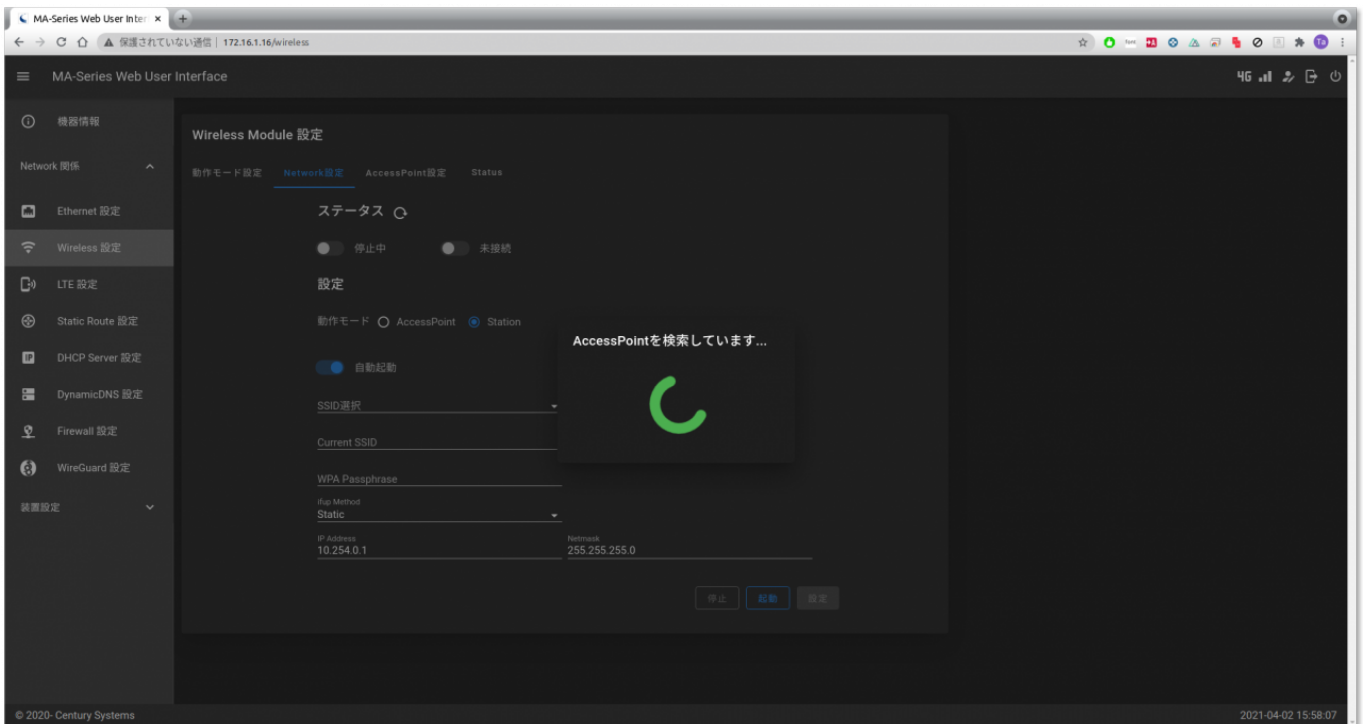 MA-Series Web User Inter
保護されていない通信 | 172.16.1.16/wireless
MA-Series Web User Interface
4G
機器情報
Network 関係
Ethernet 設定
Wireless 設定
LTE 設定
Static Route 設定
DHCP Server 設定
DynamicDNS 設定
Firewall 設定
WireGuard 設定
装置設定
Wireless Module 設定
動作モード設定 Network設定 AccessPoint設定 Status
ステータス
停止中 未接続
設定
動作モード AccessPoint Station
自動起動
SSID選択
Current SSID
WPA Passphrase
ifup Method
Static
IP Address Netmask
10.254.0.1 255.255.255.0
停止 起動 設定
AccessPointを検索しています...
© 2020- Century Systems
2021-04-02 15:58:07